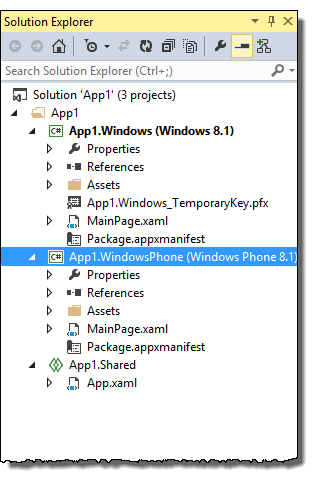 Solution Explorer
Search Solution Explorer (Ctrl+;)
Solution 'App1' (3 projects)
App1
C# App1.Windows (Windows 8.1)
Properties
References
Assets
App1.Windows_TemporaryKey.pfx
MainPage.xaml
Package.appxmanifest
C# App1.WindowsPhone (Windows Phone 8.1)
Properties
References
Assets
MainPage.xaml
Package.appxmanifest
App1.Shared
App.xaml